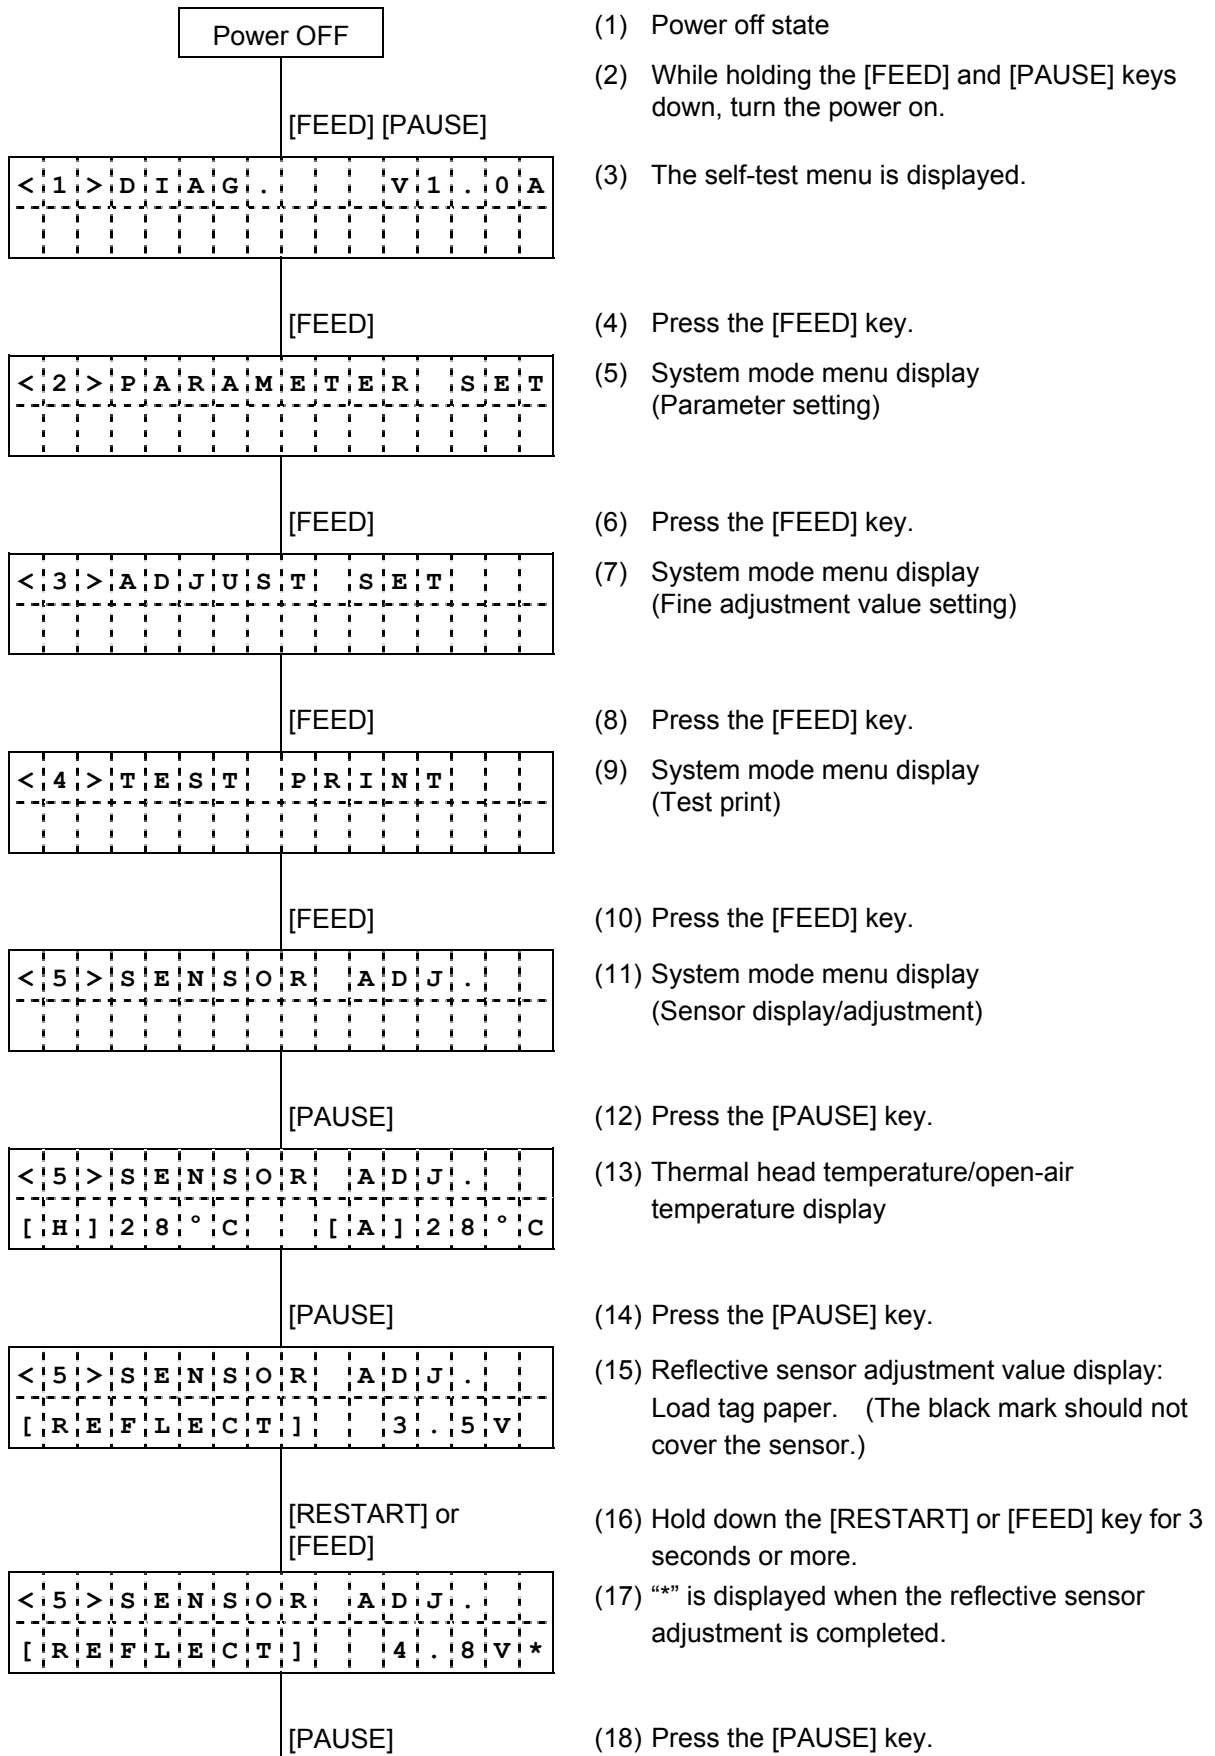 Power OFF
(1) Power off state
(2) While holding the [FEED] and [PAUSE] keys
down, turn the power on.
[FEED] [PAUSE]
<1>DIAG.   V1.0A
(3) The self-test menu is displayed.
[FEED]
(4) Press the [FEED] key.
<2>PARAMETER SET
(5) System mode menu display
(Parameter setting)
[FEED]
(6) Press the [FEED] key.
<3>ADJUST SET
(7) System mode menu display
(Fine adjustment value setting)
[FEED]
(8) Press the [FEED] key.
<4>TEST PRINT
(9) System mode menu display
(Test print)
[FEED]
(10) Press the [FEED] key.
<5>SENSOR ADJ.
(11) System mode menu display
(Sensor display/adjustment)
[PAUSE]
(12) Press the [PAUSE] key.
<5>SENSOR ADJ.
[H]28°C  [A]28°C
(13) Thermal head temperature/open-air
temperature display
[PAUSE]
(14) Press the [PAUSE] key.
<5>SENSOR ADJ.
[REFLECT]  3.5V
(15) Reflective sensor adjustment value display:
Load tag paper. (The black mark should not
cover the sensor.)
[RESTART] or
[FEED]
(16) Hold down the [RESTART] or [FEED] key for 3
seconds or more.
<5>SENSOR ADJ.
[REFLECT]  4.8V*
(17) “*” is displayed when the reflective sensor
adjustment is completed.
[PAUSE]
(18) Press the [PAUSE] key.